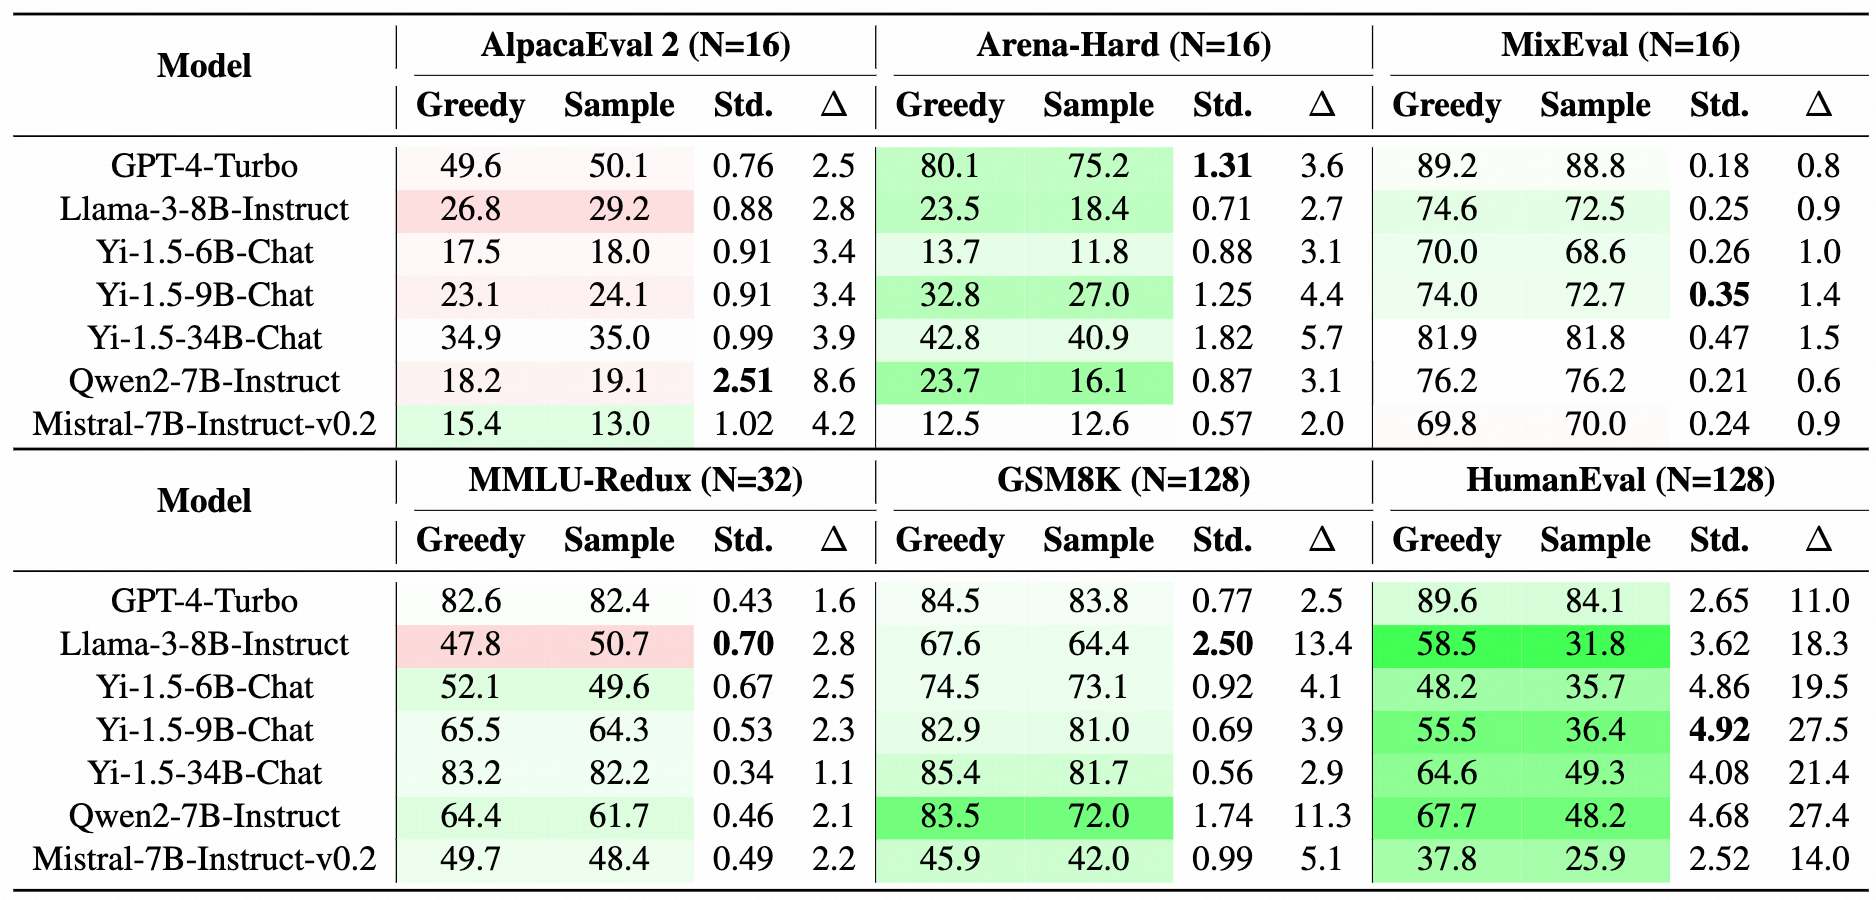 Model AlpacaEval 2 (N=16) Arena-Hard (N=16) MixEval (N=16)
Greedy Sample Std. Δ Greedy Sample Std. Δ Greedy Sample Std. Δ
GPT-4-Turbo 49.6 50.1 0.76 2.5 80.1 75.2 1.31 3.6 89.2 88.8 0.18 0.8
Llama-3-8B-Instruct 26.8 29.2 0.88 2.8 23.5 18.4 0.71 2.7 74.6 72.5 0.25 0.9
Yi-1.5-6B-Chat 17.5 18.0 0.91 3.4 13.7 11.8 0.88 3.1 70.0 68.6 0.26 1.0
Yi-1.5-9B-Chat 23.1 24.1 0.91 3.4 32.8 27.0 1.25 4.4 74.0 72.7 0.35 1.4
Yi-1.5-34B-Chat 34.9 35.0 0.99 3.9 42.8 40.9 1.82 5.7 81.9 81.8 0.47 1.5
Qwen2-7B-Instruct 18.2 19.1 2.51 8.6 23.7 16.1 0.87 3.1 76.2 76.2 0.21 0.6
Mistral-7B-Instruct-v0.2 15.4 13.0 1.02 4.2 12.5 12.6 0.57 2.0 69.8 70.0 0.24 0.9
Model MMLU-Redux (N=32) GSM8K (N=128) HumanEval (N=128)
Greedy Sample Std. Δ Greedy Sample Std. Δ Greedy Sample Std. Δ
GPT-4-Turbo 82.6 82.4 0.43 1.6 84.5 83.8 0.77 2.5 89.6 84.1 2.65 11.0
Llama-3-8B-Instruct 47.8 50.7 0.70 2.8 67.6 64.4 2.50 13.4 58.5 31.8 3.62 18.3
Yi-1.5-6B-Chat 52.1 49.6 0.67 2.5 74.5 73.1 0.92 4.1 48.2 35.7 4.86 19.5
Yi-1.5-9B-Chat 65.5 64.3 0.53 2.3 82.9 81.0 0.69 3.9 55.5 36.4 4.92 27.5
Yi-1.5-34B-Chat 83.2 82.2 0.34 1.1 85.4 81.7 0.56 2.9 64.6 49.3 4.08 21.4
Qwen2-7B-Instruct 64.4 61.7 0.46 2.1 83.5 72.0 1.74 11.3 67.7 48.2 4.68 27.4
Mistral-7B-Instruct-v0.2 49.7 48.4 0.49 2.2 45.9 42.0 0.99 5.1 37.8 25.9 2.52 14.0